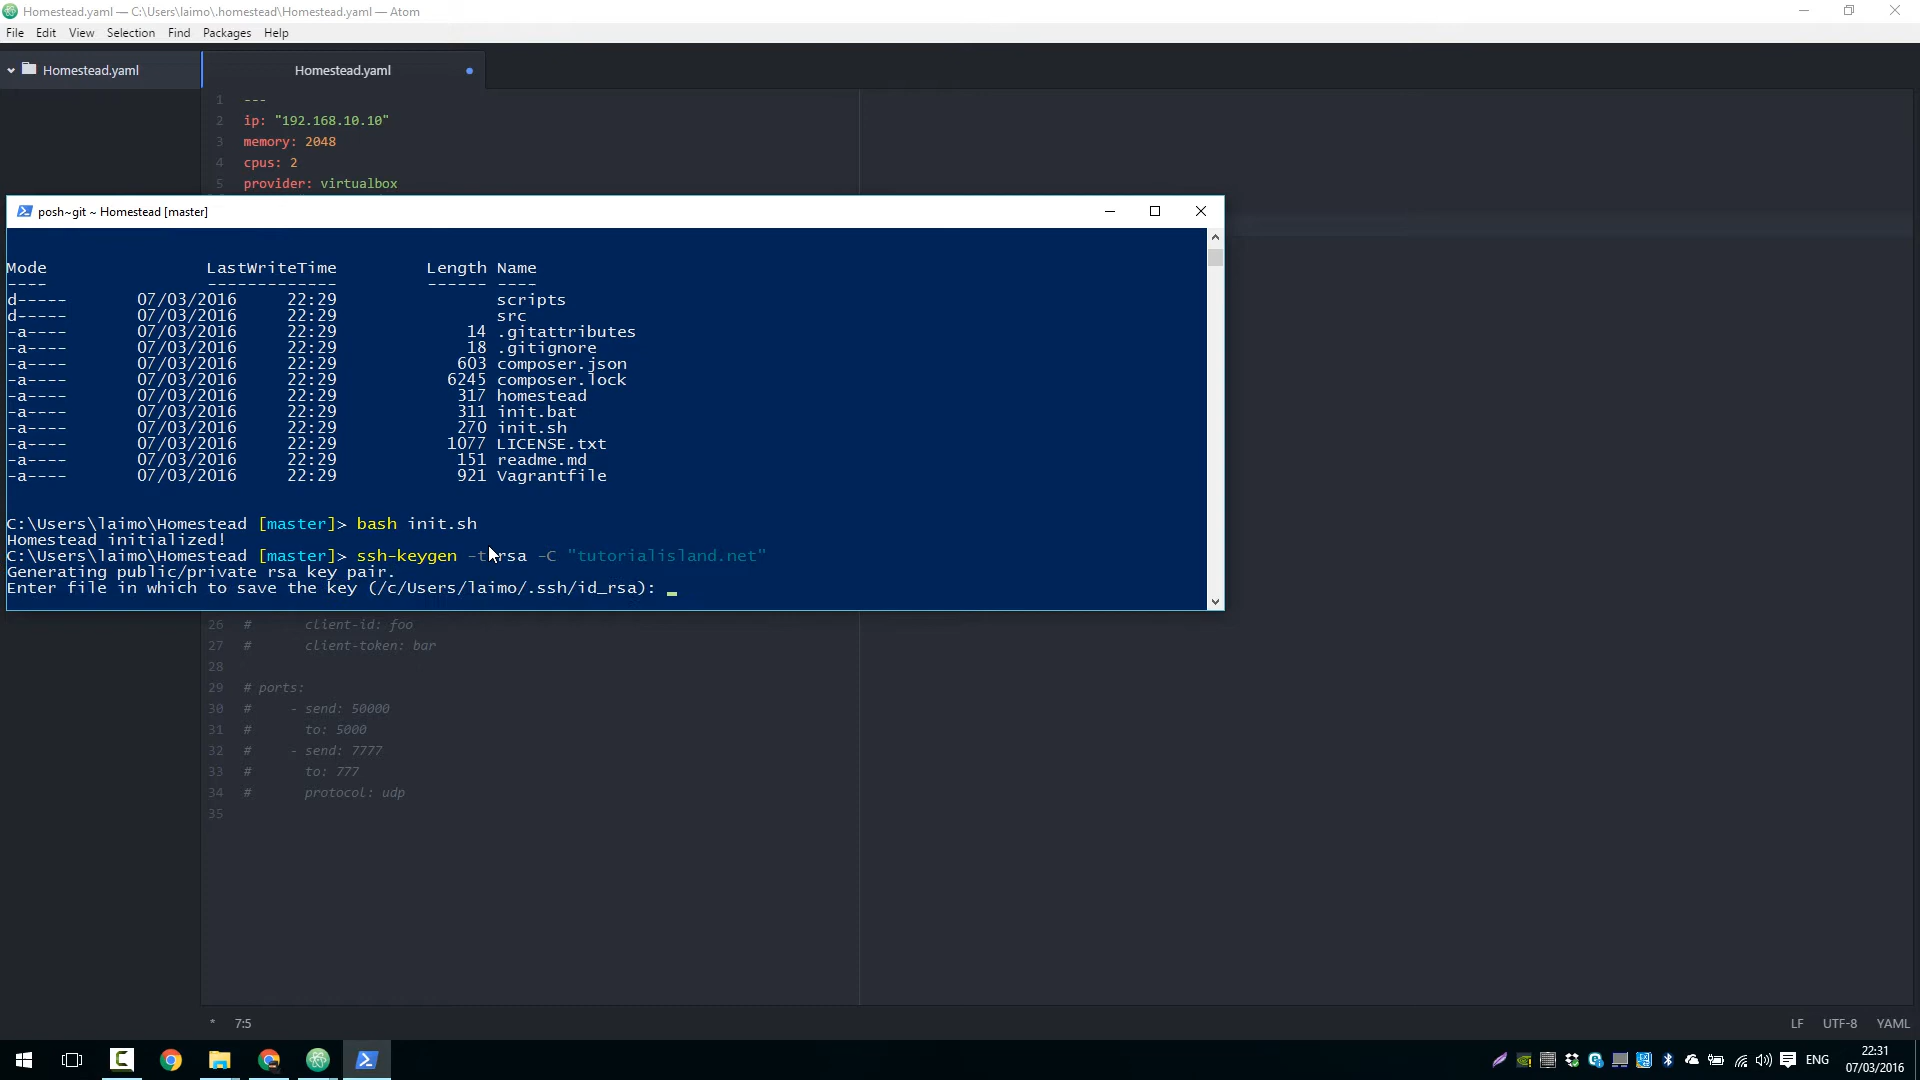 Homestead.yaml — C:\Users\laimo\.homestead\Homestead.yaml — Atom
File Edit View Selection Find Packages Help
Homestead.yaml
Homestead.yaml
1 ---
2 ip: "192.168.10.10"
3 memory: 2048
4 cpus: 2
5 provider: virtualbox
posh~git ~ Homestead [master]
Mode LastWriteTime Length Name
---- ------------- ------ ----
d----- 07/03/2016 22:29 scripts
d----- 07/03/2016 22:29 src
-a---- 07/03/2016 22:29 14 .gitattributes
-a---- 07/03/2016 22:29 18 .gitignore
-a---- 07/03/2016 22:29 603 composer.json
-a---- 07/03/2016 22:29 6245 composer.lock
-a---- 07/03/2016 22:29 317 homestead
-a---- 07/03/2016 22:29 311 init.bat
-a---- 07/03/2016 22:29 270 init.sh
-a---- 07/03/2016 22:29 1077 LICENSE.txt
-a---- 07/03/2016 22:29 151 readme.md
-a---- 07/03/2016 22:29 921 Vagrantfile
C:\Users\laimo\Homestead [master]> bash init.sh
Homestead initialized!
C:\Users\laimo\Homestead [master]> ssh-keygen -t rsa -C "tutorialisland.net"
Generating public/private rsa key pair.
Enter file in which to save the key (/c/Users/laimo/.ssh/id_rsa):
26 # client-id: foo
27 # client-token: bar
28
29 # ports:
30 # - send: 50000
31 # to: 5000
32 # - send: 7777
33 # to: 777
34 # protocol: udp
35
* 7:5
LF UTF-8 YAML
ENG
22:31
07/03/2016